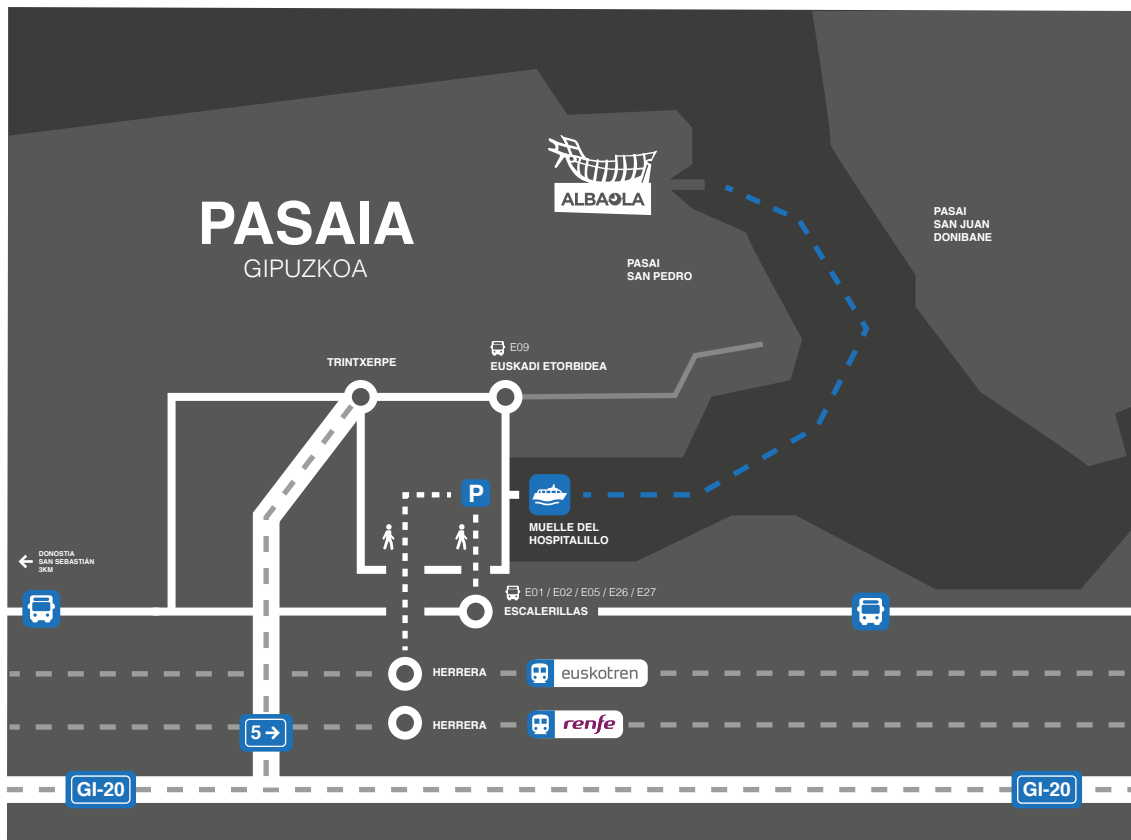 ALBAOLA
PASAIA
GIPUZKOA
PASAI
SAN JUAN
DONIBANE
PASAI
SAN PEDRO
E09
EUSKADI ETORBIDEA
TRINTXERPE
P
MUELLE DEL
HOSPITALILLO
DONOSTIA
SAN SEBASTIÁN
3KM
E01 / E02 / E05 / E26 / E27
ESCALERILLAS
HERRERA
euskotren
HERRERA
renfe
5 →
GI-20
GI-20